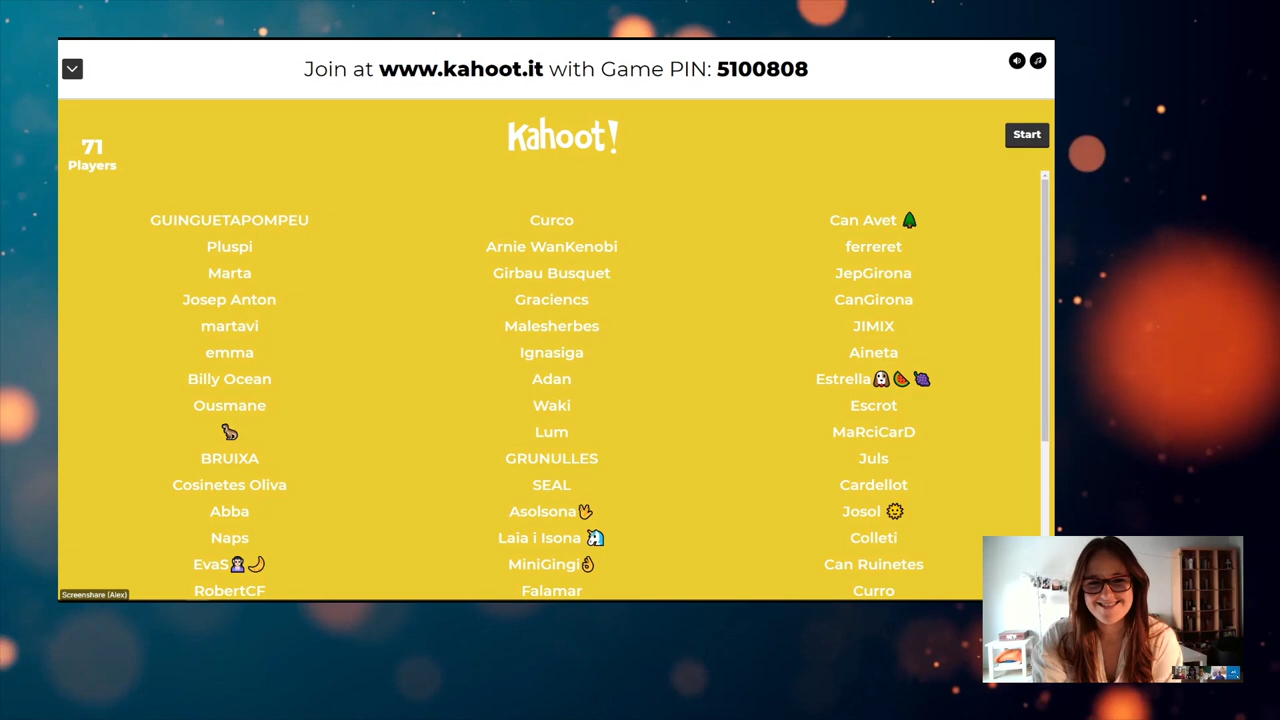 Join at www.kahoot.it with Game PIN: 5100808
Kahoot!
71
Players
Start
GUINGUETAPOMPEU
Curco
Can Avet 🌲
Pluspi
Arnie WanKenobi
ferreret
Marta
Girbau Busquet
JepGirona
Josep Anton
Graciencs
CanGirona
martavi
Malesherbes
JIMIX
emma
Ignasiga
Aineta
Billy Ocean
Adan
Estrella🐶🍉🍇
Ousmane
Waki
Escrot
Lum
MaRciCarD
BRUIXA
GRUNULLES
Juls
Cosinetes Oliva
SEAL
Cardellot
Abba
Asolsona🖖
Josol 🌞
Naps
Laia i Isona 🦄
Colleti
EvaS🙊🌙
MiniGingi👌
Can Ruinetes
RobertCF
Falamar
Curro
Screenshare (Alex)